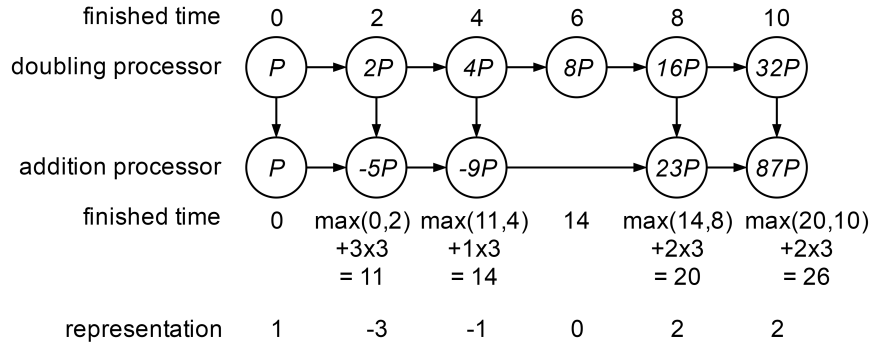 finished time 0 2 4 6 8 10
doubling processor P 2P 4P 8P 16P 32P
addition processor P -5P -9P 23P 87P
finished time 0 max(0,2) max(11,4) 14 max(14,8) max(20,10)
+3x3 +1x3 +2x3 +2x3
= 11 = 14 = 20 = 26
representation 1 -3 -1 0 2 2